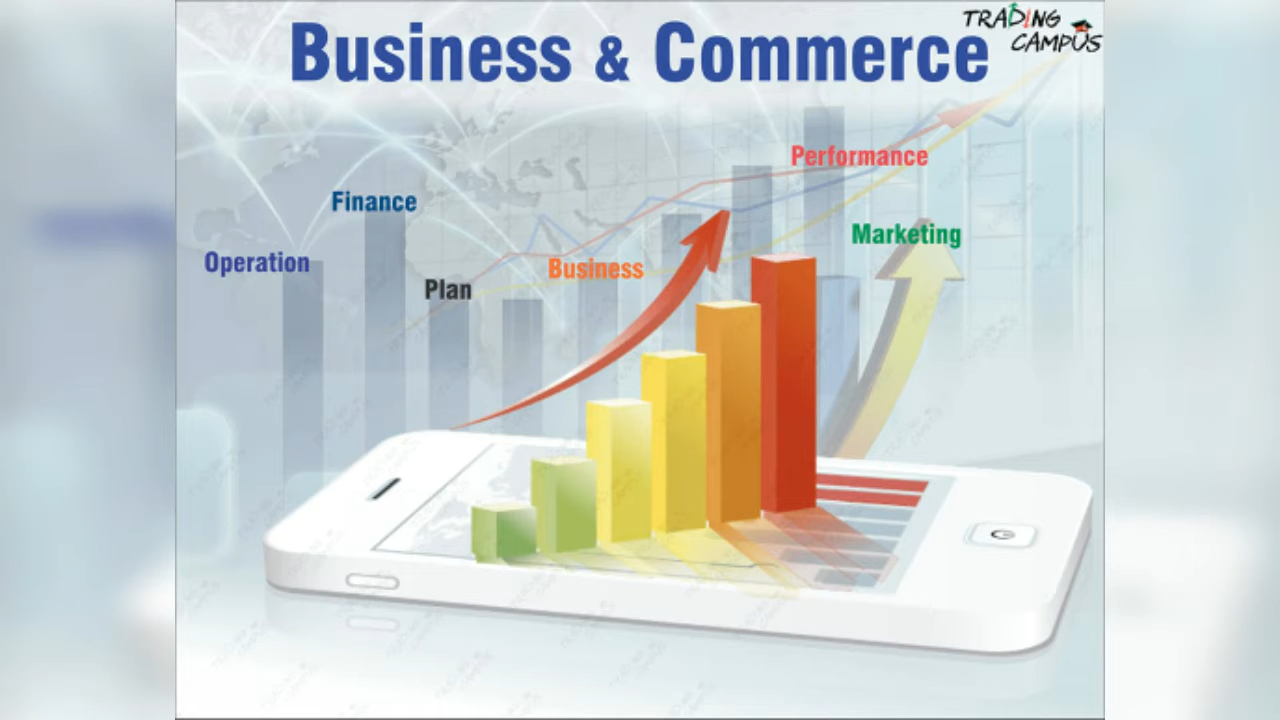 Business & Commerce
TRADING
CAMPUS
Performance
Finance
Marketing
Operation
Business
Plan